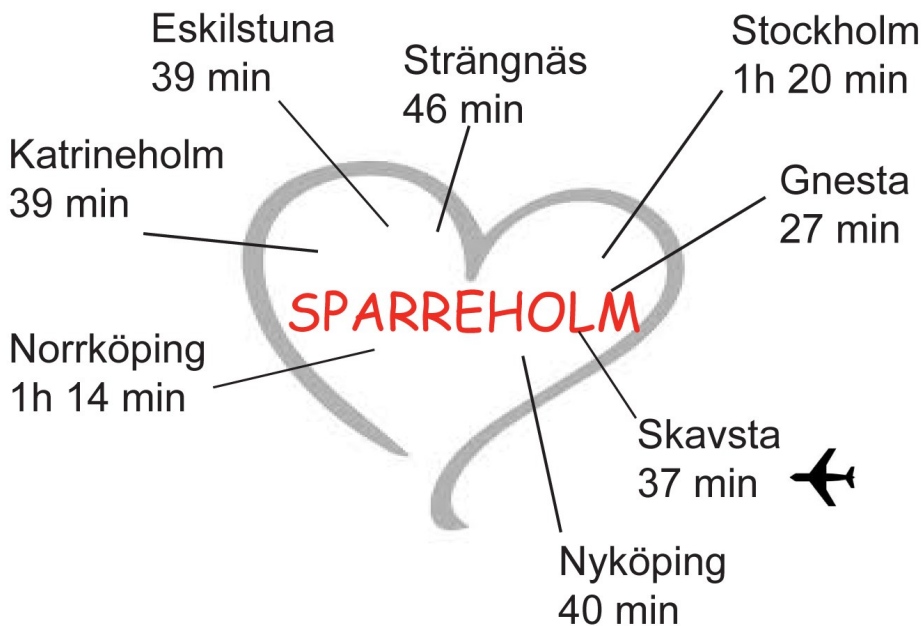 Eskilstuna
39 min
Strängnäs
46 min
Stockholm
1h 20 min
Katrineholm
39 min
Gnesta
27 min
SPARREHOLM
Norrköping
1h 14 min
Skavsta
37 min
Nyköping
40 min